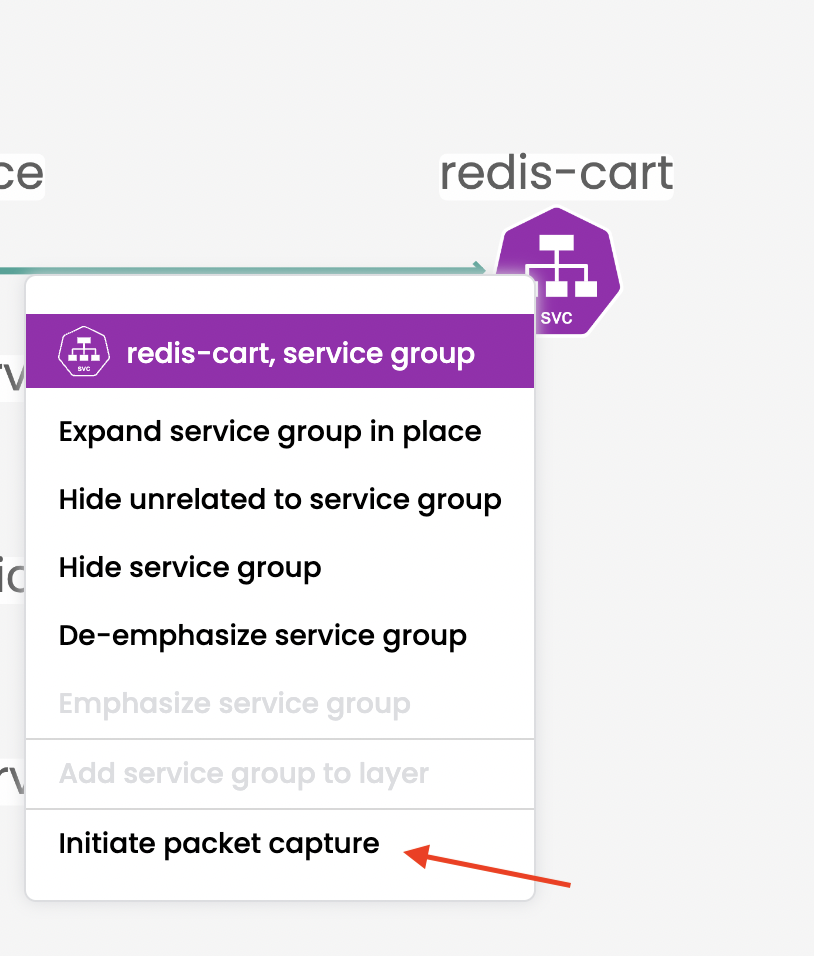 ce
redis-cart
SVC
rv
svc
redis-cart, service group
Expand service group in place
Hide unrelated to service group
Hide service group
De-emphasize service group
Emphasize service group
Add service group to layer
Initiate packet capture